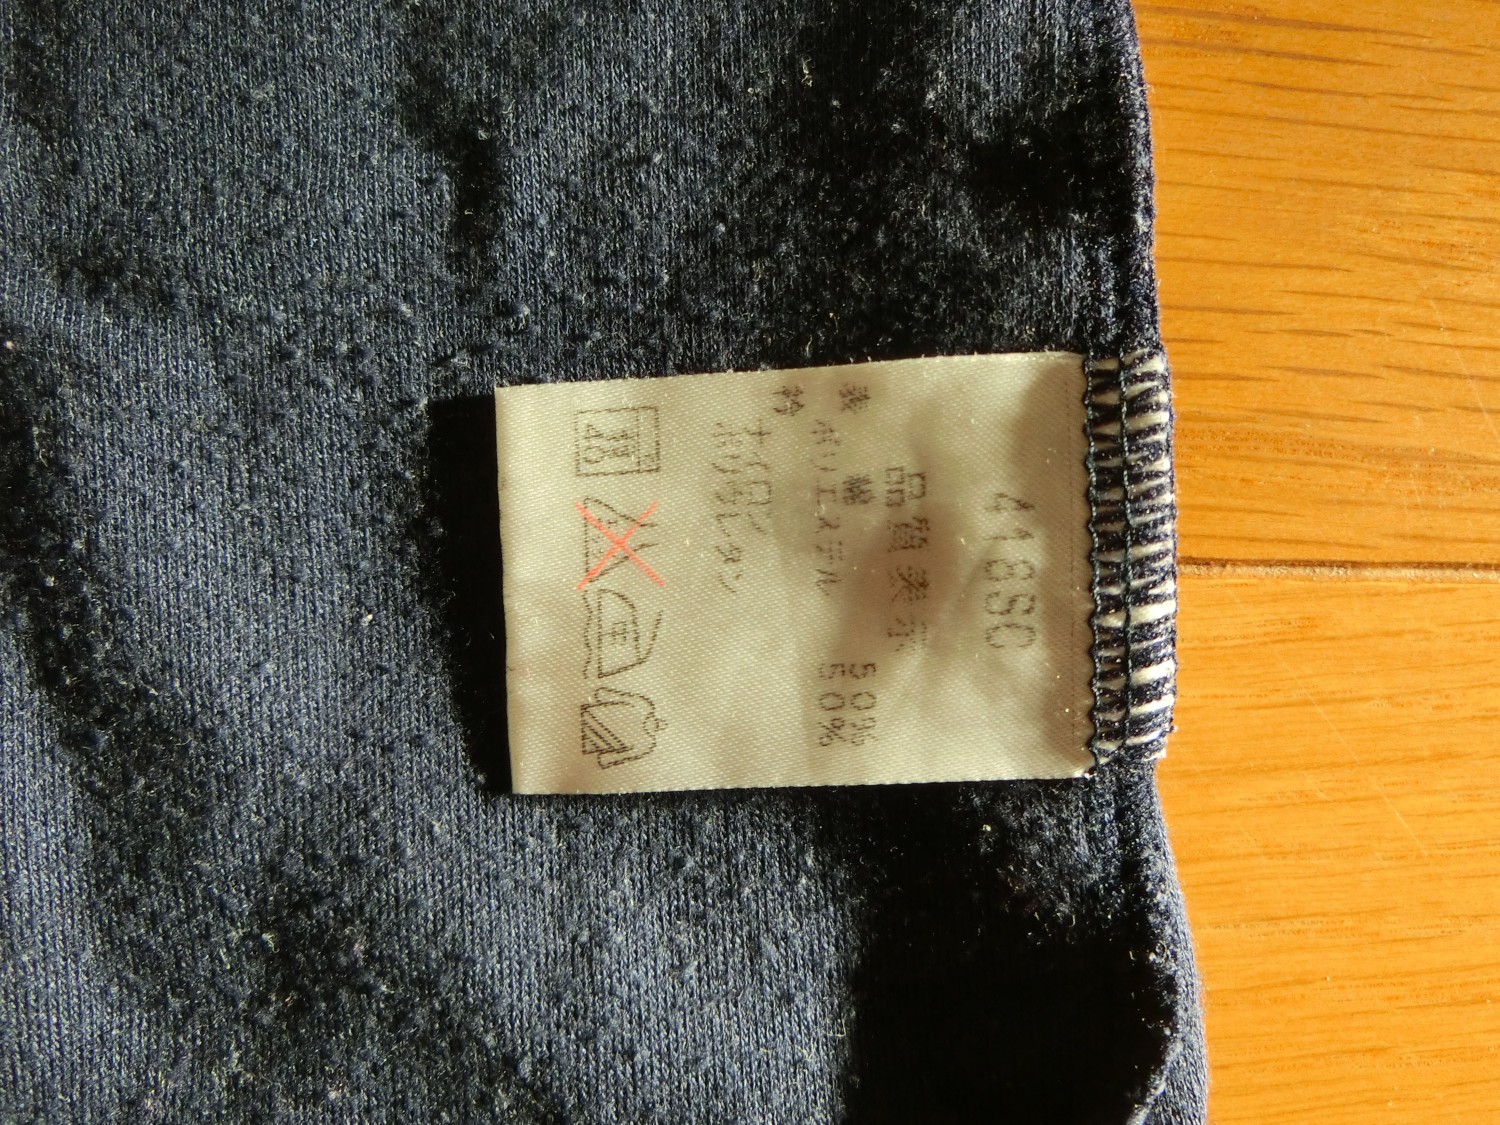 416SC
品質表示
表 綿 50%
ポリエステル 50%
衿 ナイロン
ポリウレタン
40